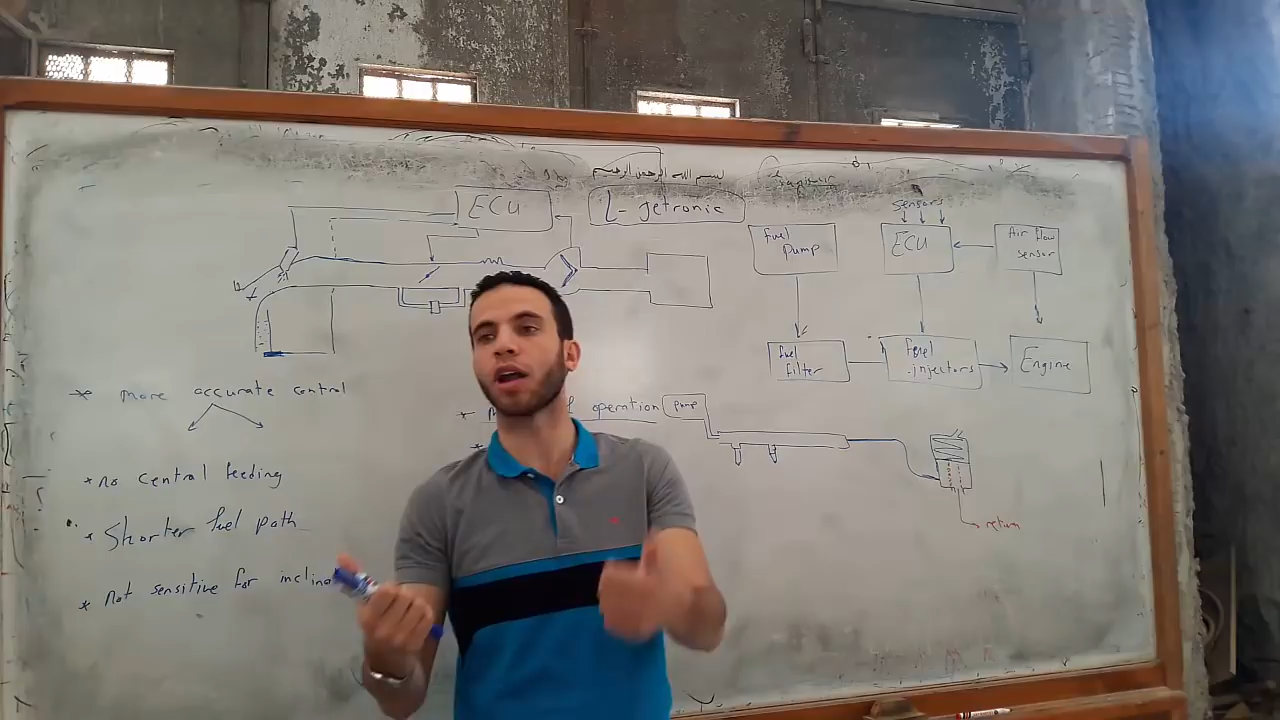 بسم الله الرحمن الرحيم
ECU
L-Jetronic
sensors
fuel pump
ECU
Air flow sensor
fuel filter
fuel injectors
Engine
* more accurate control
* no central feeding
* Shorter fuel path
* not sensitive for
operation
pump
return